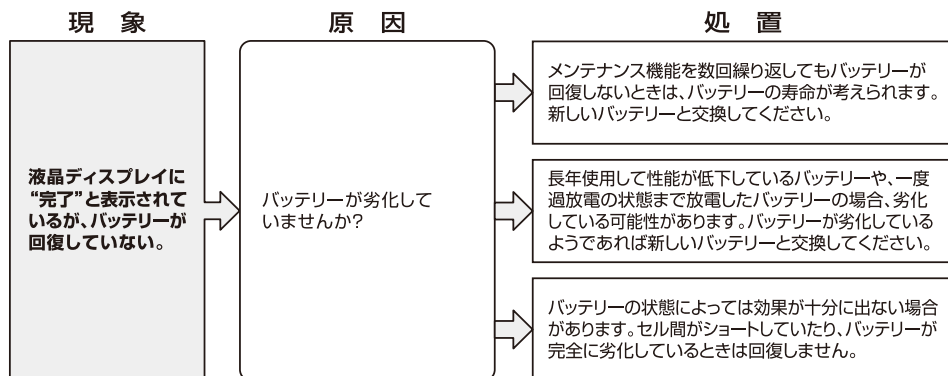 現 象
原 因
処 置
液晶ディスプレイに
“完了”と表示されて
いるが、バッテリーが
回復していない。
バッテリーが劣化して
いませんか?
メンテナンス機能を数回繰り返してもバッテリーが
回復しないときは、バッテリーの寿命が考えられます。
新しいバッテリーと交換してください。
長年使用して性能が低下しているバッテリーや、一度
過放電の状態まで放電したバッテリーの場合、劣化
している可能性があります。バッテリーが劣化している
ようであれば新しいバッテリーと交換してください。
バッテリーの状態によっては効果が十分に出ない場合
があります。セル間がショートしていたり、バッテリーが
完全に劣化しているときは回復しません。